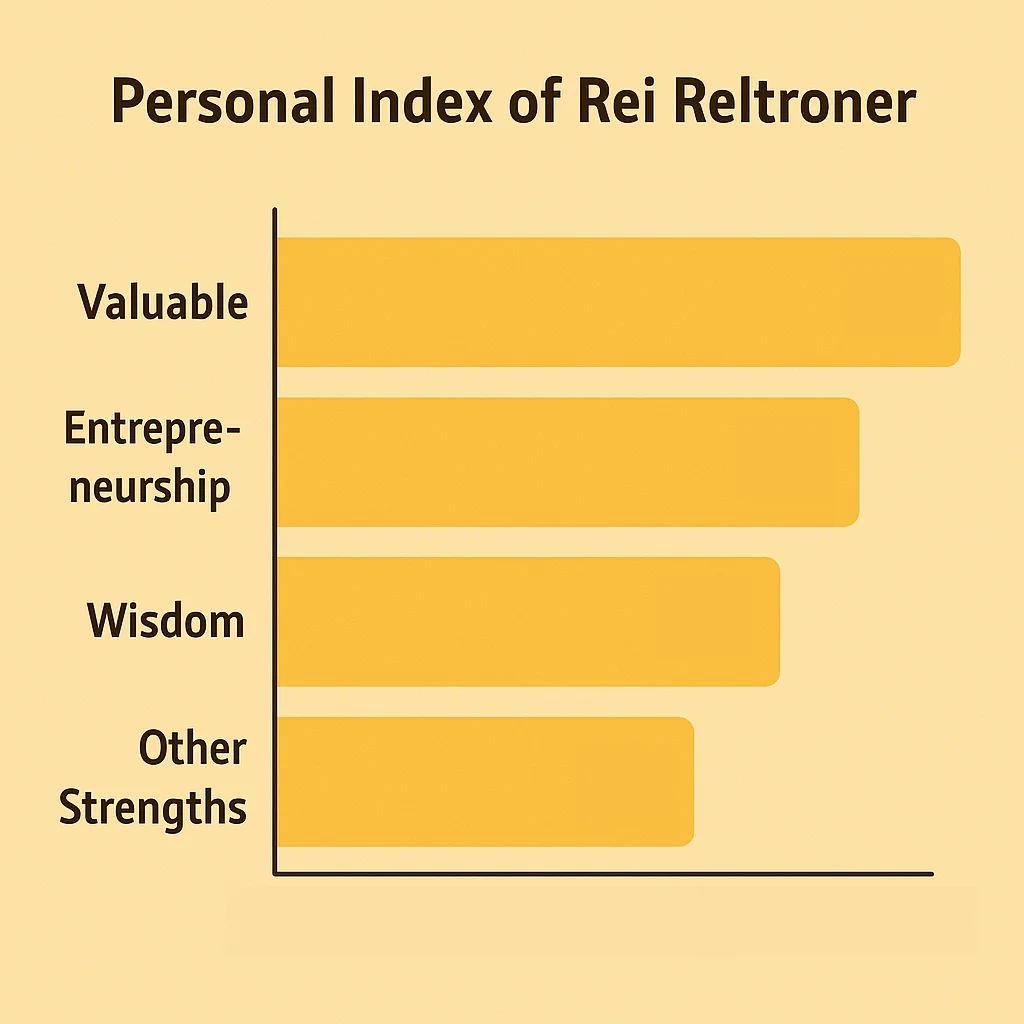 Personal Index of Rei Reltroner
Valuable
Entrepre-
neurship
Wisdom
Other
Strengths